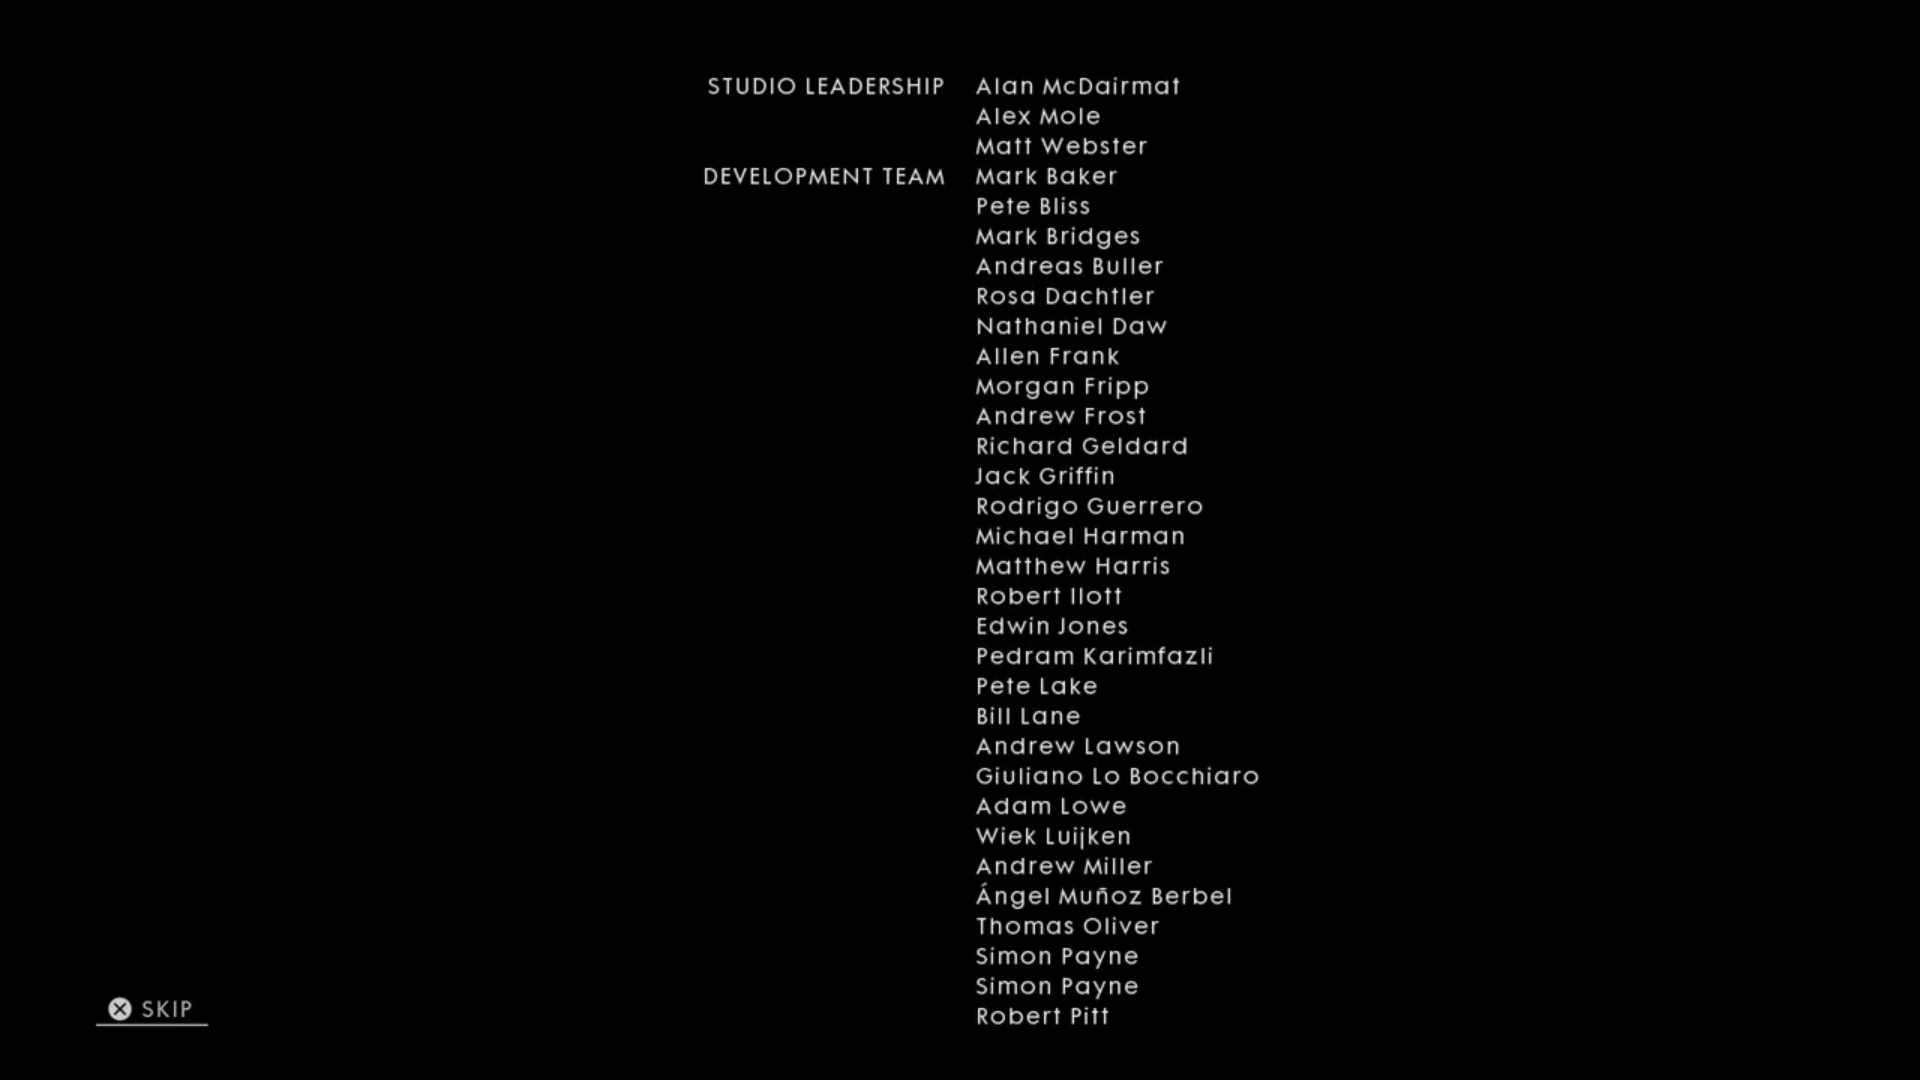 STUDIO LEADERSHIP Alan McDairmat
Alex Mole
Matt Webster
DEVELOPMENT TEAM Mark Baker
Pete Bliss
Mark Bridges
Andreas Buller
Rosa Dachtler
Nathaniel Daw
Allen Frank
Morgan Fripp
Andrew Frost
Richard Geldard
Jack Griffin
Rodrigo Guerrero
Michael Harman
Matthew Harris
Robert Ilott
Edwin Jones
Pedram Karimfazli
Pete Lake
Bill Lane
Andrew Lawson
Giuliano Lo Bocchiaro
Adam Lowe
Wiek Luijken
Andrew Miller
Ángel Muñoz Berbel
Thomas Oliver
Simon Payne
Simon Payne
Robert Pitt
SKIP